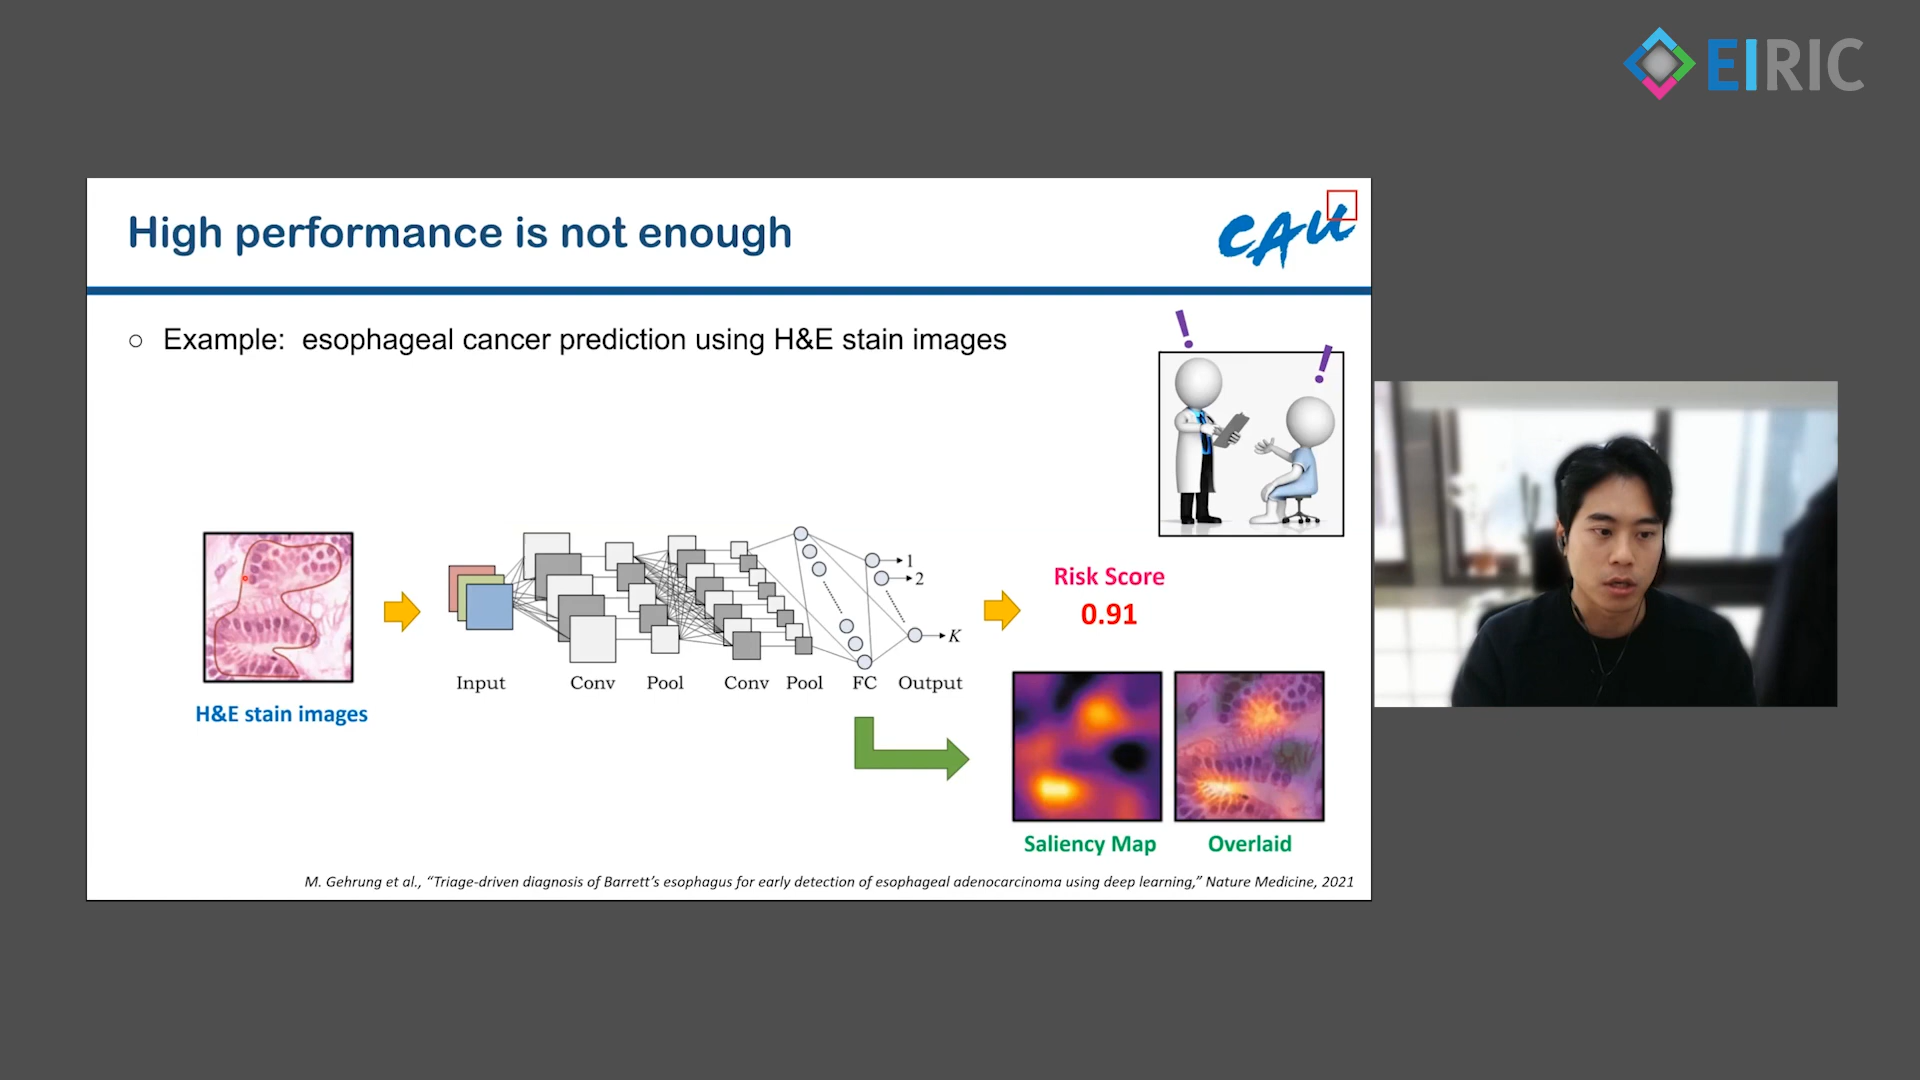 EIRIC
High performance is not enough
CAU
Example: esophageal cancer prediction using H&E stain images
!
!
1
2
K
Input
Conv
Pool
Conv
Pool
FC
Output
H&E stain images
Risk Score
0.91
Saliency Map
Overlaid
M. Gehrung et al., “Triage-driven diagnosis of Barrett’s esophagus for early detection of esophageal adenocarcinoma using deep learning,” Nature Medicine, 2021